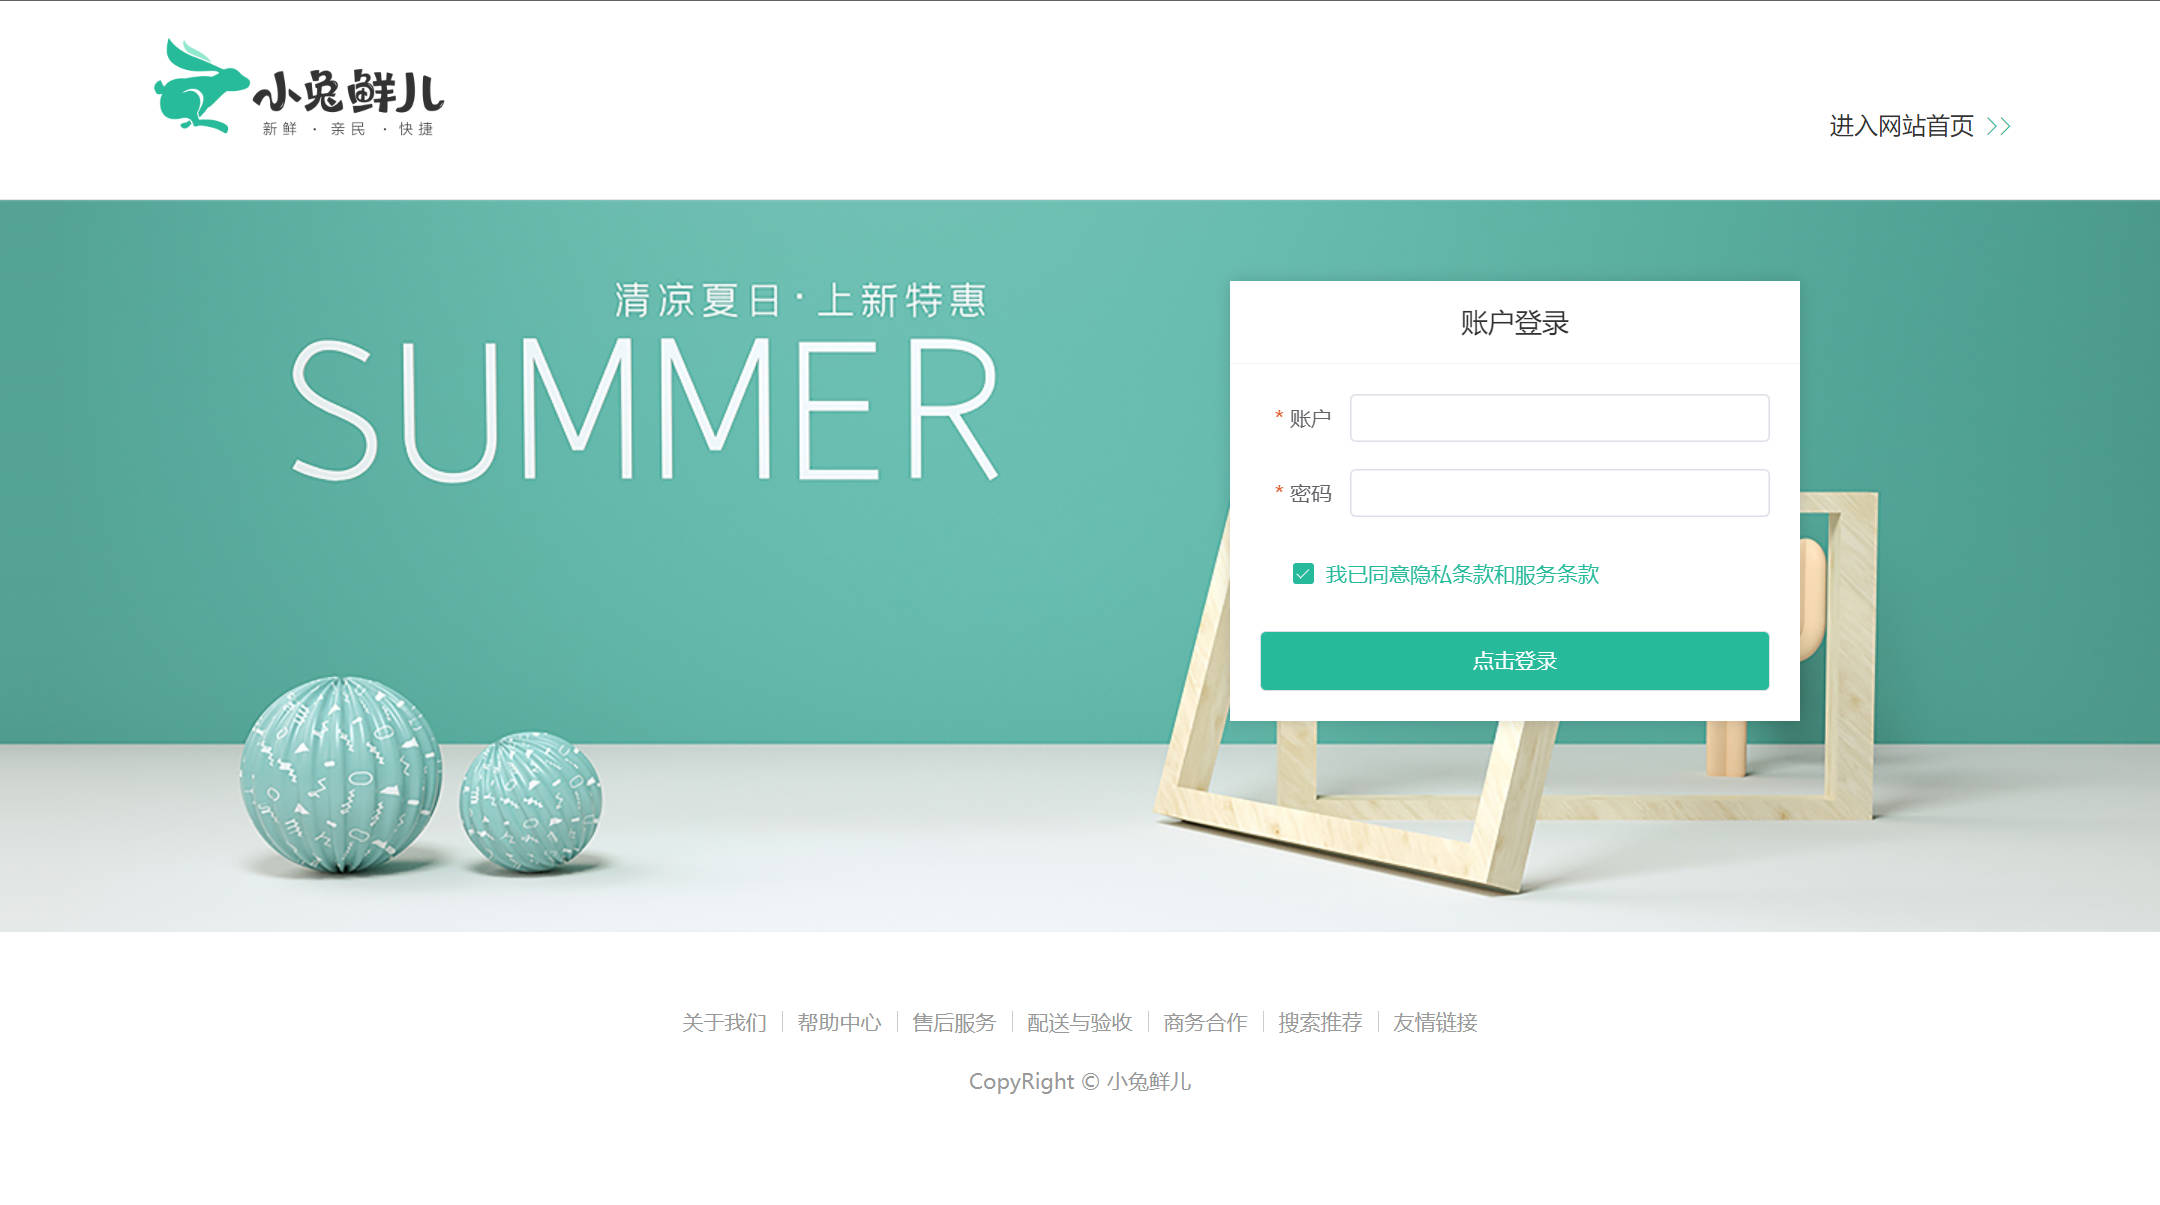 小兔鲜儿
新鲜 · 亲民 · 快捷
进入网站首页 >>
清凉夏日·上新特惠
SUMMER
账户登录
* 账户
* 密码
我已同意隐私条款和服务条款
点击登录
关于我们 | 帮助中心 | 售后服务 | 配送与验收 | 商务合作 | 搜索推荐 | 友情链接
CopyRight © 小兔鲜儿